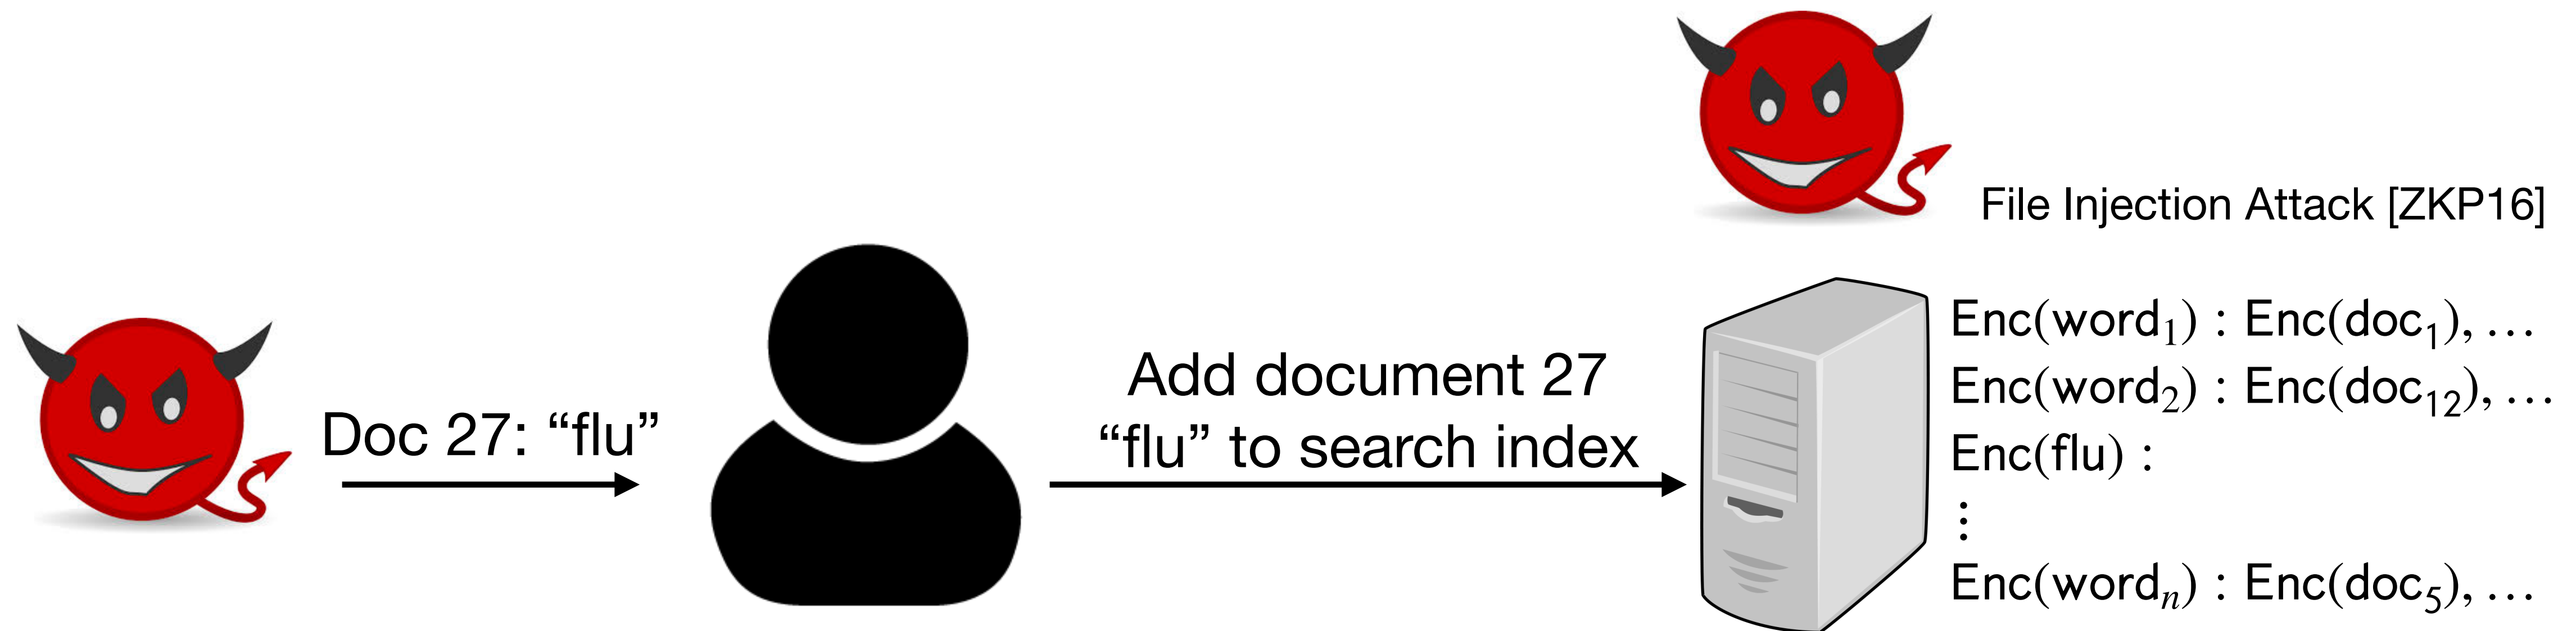 File Injection Attack [ZKP16]
Doc 27: “flu”
Add document 27
“flu” to search index
Enc(word₁) : Enc(doc₁), …
Enc(word₂) : Enc(doc₁₂), …
Enc(flu) :
⋮
Enc(wordₙ) : Enc(doc₅), …